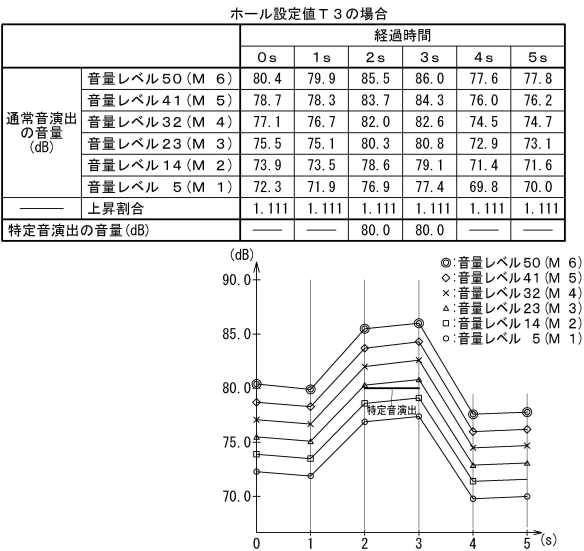 ホール設定値T3の場合
経過時間
0s 1s 2s 3s 4s 5s
通常音演出の音量(dB)
音量レベル50(M 6) 80.4 79.9 85.5 86.0 77.6 77.8
音量レベル41(M 5) 78.7 78.3 83.7 84.3 76.0 76.2
音量レベル32(M 4) 77.1 76.7 82.0 82.6 74.5 74.7
音量レベル23(M 3) 75.5 75.1 80.3 80.8 72.9 73.1
音量レベル14(M 2) 73.9 73.5 78.6 79.1 71.4 71.6
音量レベル 5(M 1) 72.3 71.9 76.9 77.4 69.8 70.0
—— 上昇割合 1.111 1.111 1.111 1.111 1.111 1.111
特定音演出の音量(dB) —— —— 80.0 80.0 —— ——
(dB)
90.0
85.0
80.0
75.0
70.0
0 1 2 3 4 5 (s)
特定音演出
◎:音量レベル50(M 6)
◇:音量レベル41(M 5)
×:音量レベル32(M 4)
△:音量レベル23(M 3)
□:音量レベル14(M 2)
○:音量レベル 5(M 1)